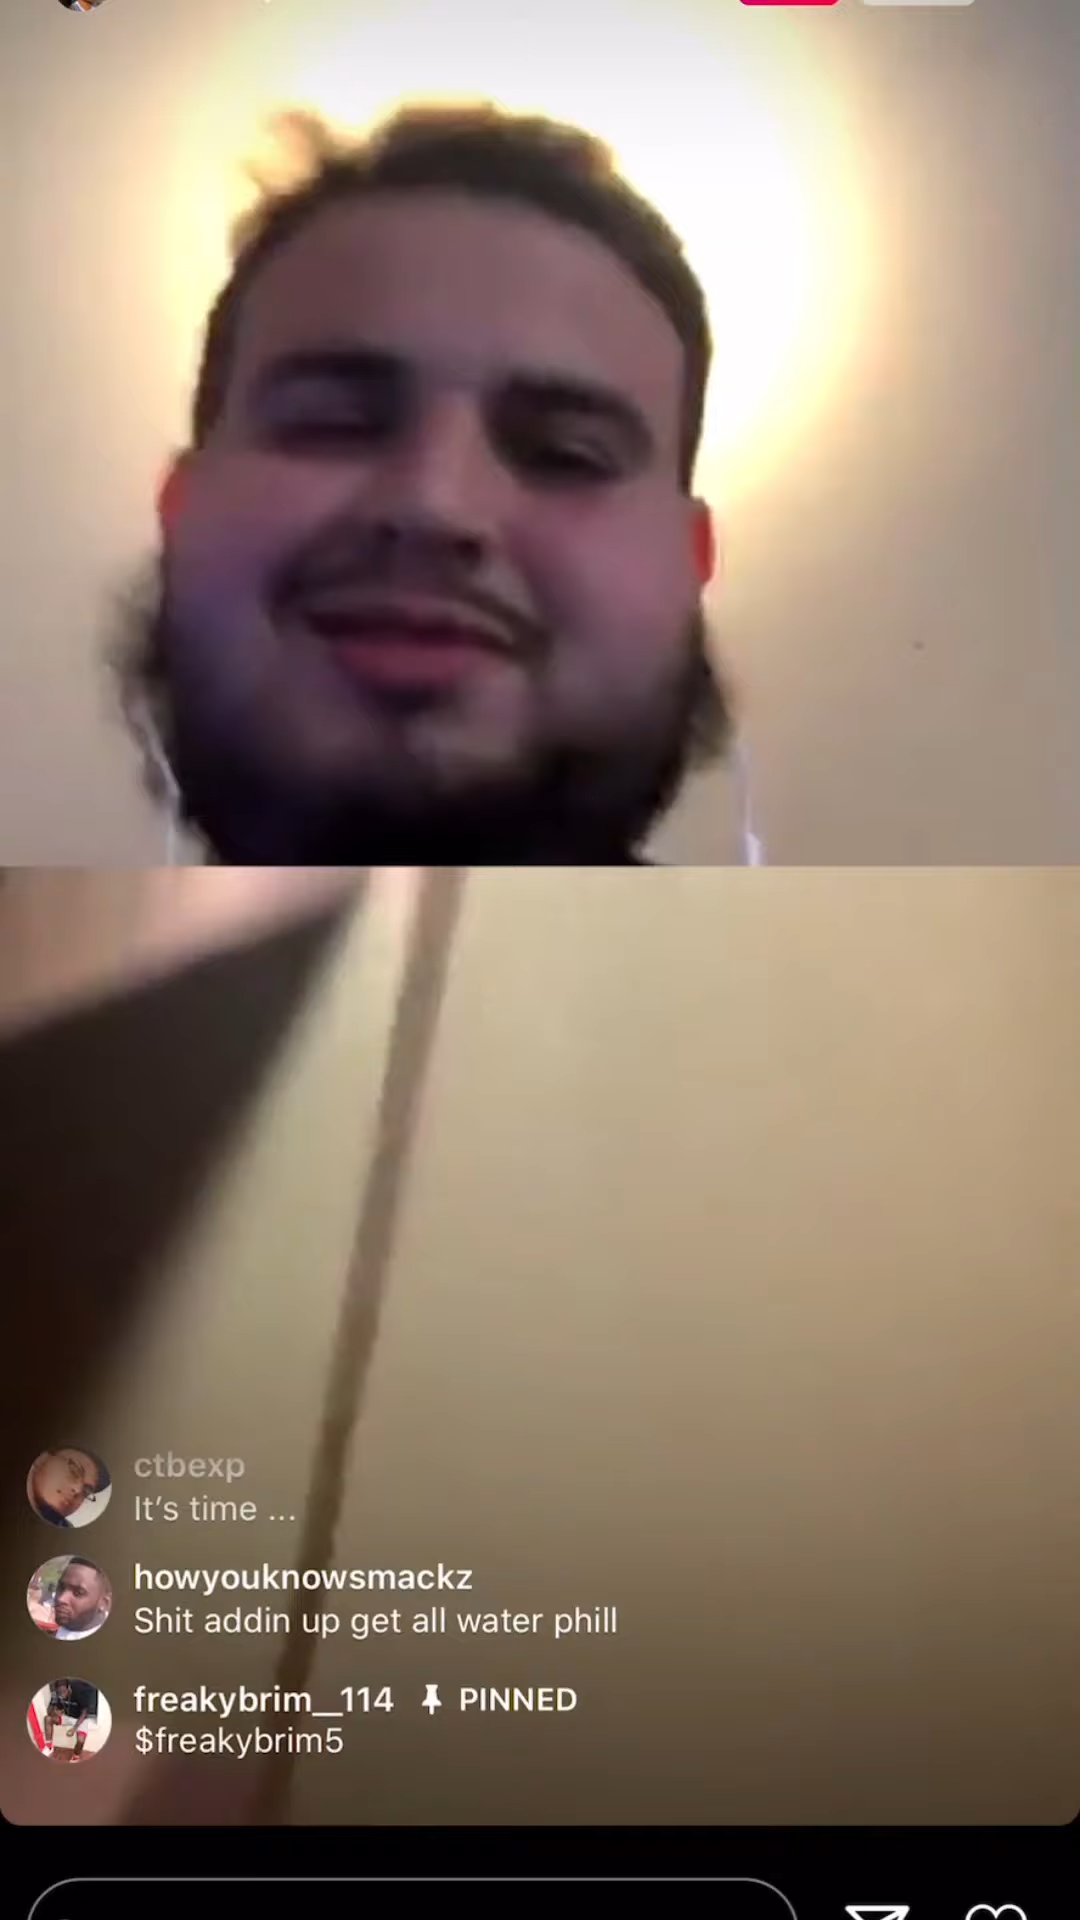 ctbexp
It’s time ...
howyouknowsmackz
Shit addin up get all water phill
freakybrim__114 PINNED
$freakybrim5